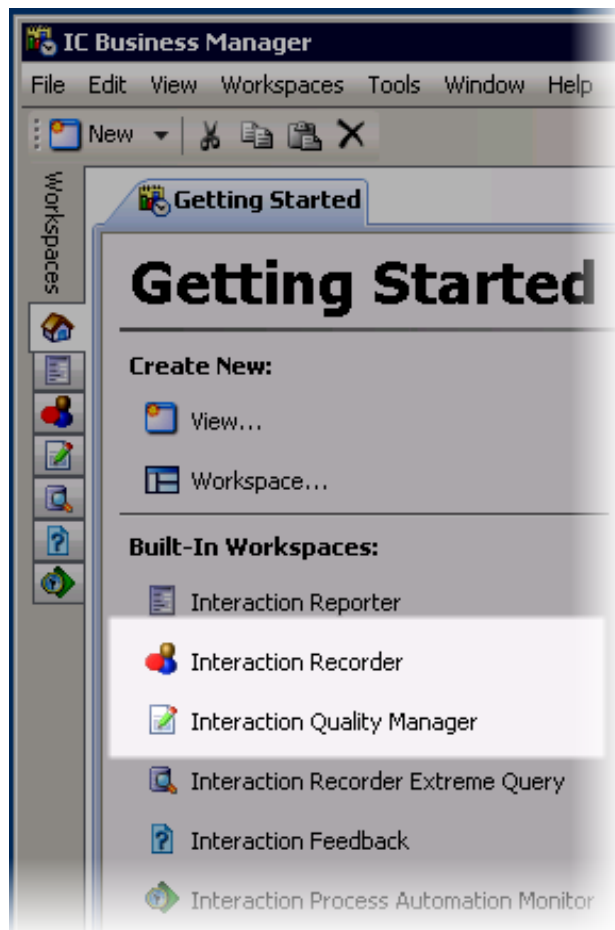 IC Business Manager
File Edit View Workspaces Tools Window Help
New
Workspaces
Getting Started
Getting Started
Create New:
View...
Workspace...
Built-In Workspaces:
Interaction Reporter
Interaction Recorder
Interaction Quality Manager
Interaction Recorder Extreme Query
Interaction Feedback
Interaction Process Automation Monitor